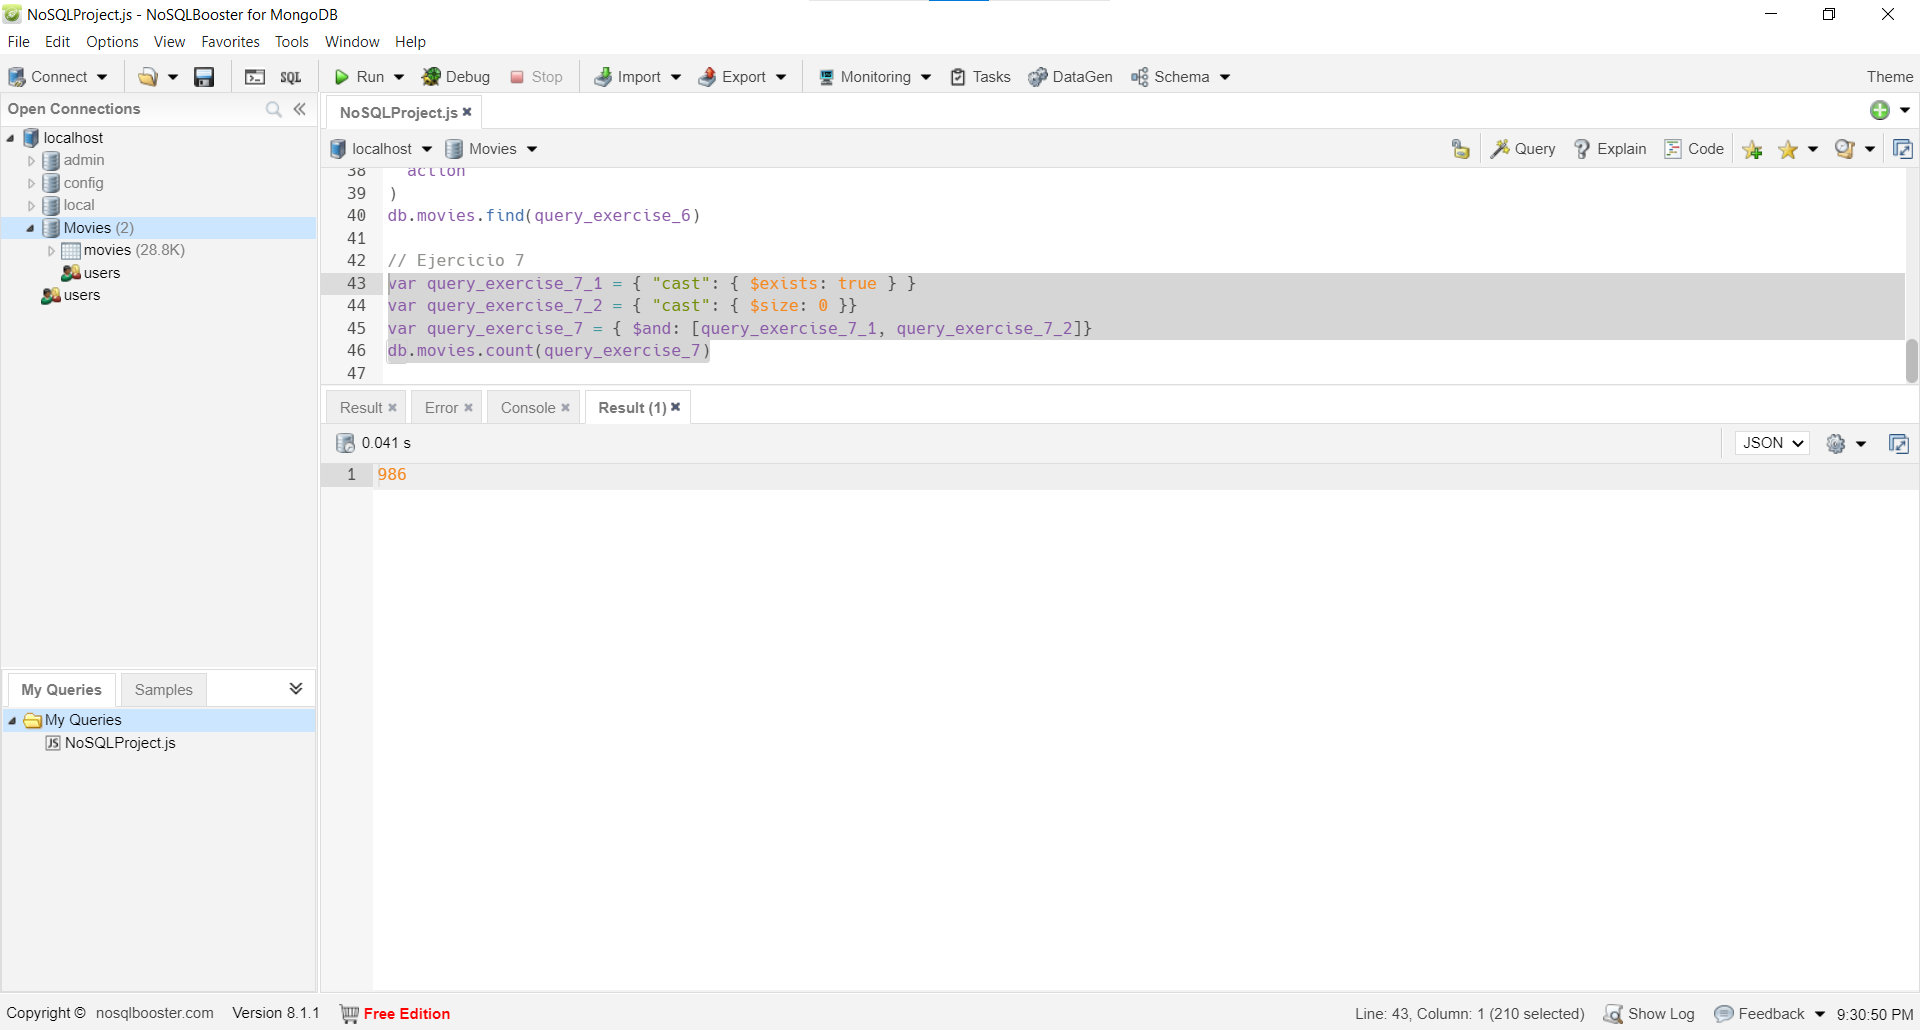 NoSQLProject.js - NoSQLBooster for MongoDB
File Edit Options View Favorites Tools Window Help
Connect SQL Run Debug Stop Import Export Monitoring Tasks DataGen Schema Theme
Open Connections
localhost
admin
config
local
Movies (2)
movies (28.8K)
users
users
NoSQLProject.js
localhost Movies Query Explain Code
38 action
39 )
40 db.movies.find(query_exercise_6)
41
42 // Ejercicio 7
43 var query_exercise_7_1 = { "cast": { $exists: true } }
44 var query_exercise_7_2 = { "cast": { $size: 0 }}
45 var query_exercise_7 = { $and: [query_exercise_7_1, query_exercise_7_2]}
46 db.movies.count(query_exercise_7)
47
Result Error Console Result (1)
0.041 s JSON
1 986
My Queries Samples
My Queries
JS NoSQLProject.js
Copyright © nosqlbooster.com Version 8.1.1 Free Edition Line: 43, Column: 1 (210 selected) Show Log Feedback 9:30:50 PM